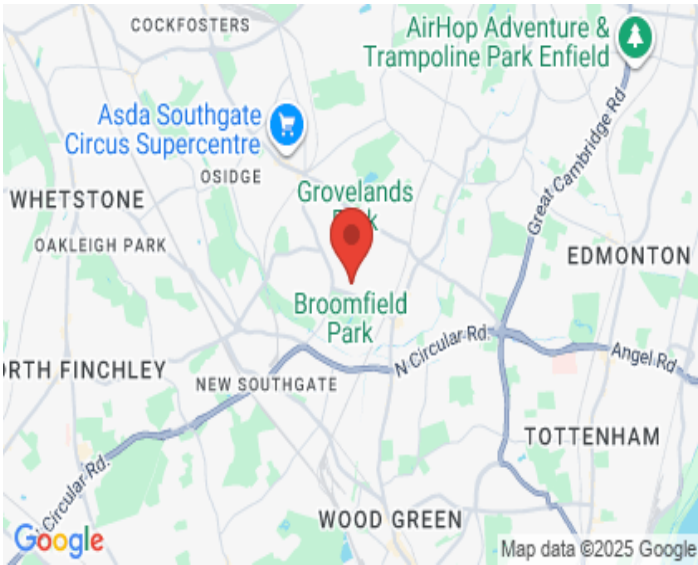 COCKFOSTERS
AirHop Adventure &
Trampoline Park Enfield
Asda Southgate
Circus Supercentre
OSIDGE
Great Cambridge Rd
WHETSTONE
Grovelands
Park
OAKLEIGH PARK
EDMONTON
Broomfield
Park
N Circular Rd.
Angel Rd
RTH FINCHLEY
NEW SOUTHGATE
TOTTENHAM
N Circular Rd.
WOOD GREEN
Google
Map data ©2025 Google